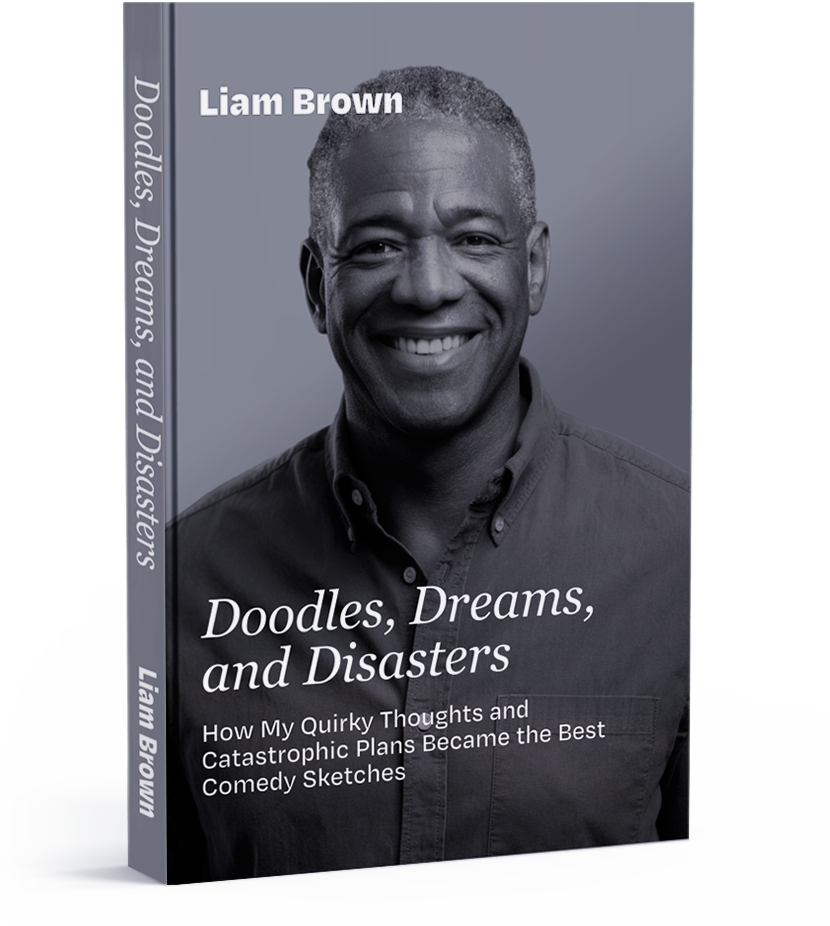 Doodles, Dreams, and Disasters
Liam Brown
Liam Brown
Doodles, Dreams,
and Disasters
How My Quirky Thoughts and
Catastrophic Plans Became the Best
Comedy Sketches